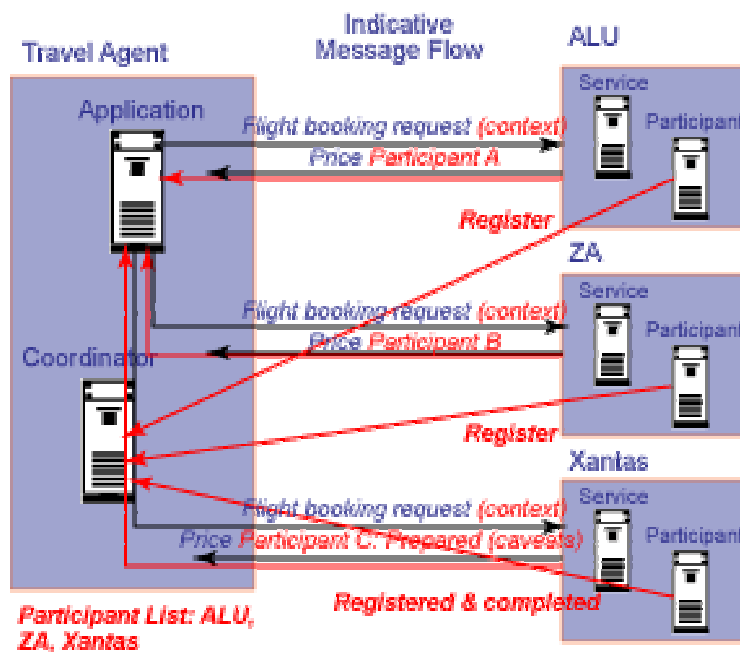 Indicative
Message Flow
Travel Agent
ALU
Application
Service
Participant
Flight booking request (context)
Price Participant A
Register
ZA
Service
Participant
Flight booking request (context)
Price Participant B
Coordinator
Register
Xantas
Service
Participant
Flight booking request (context)
Price Participant C: Prepared (caveats)
Registered & completed
Participant List: ALU,
ZA, Xantas